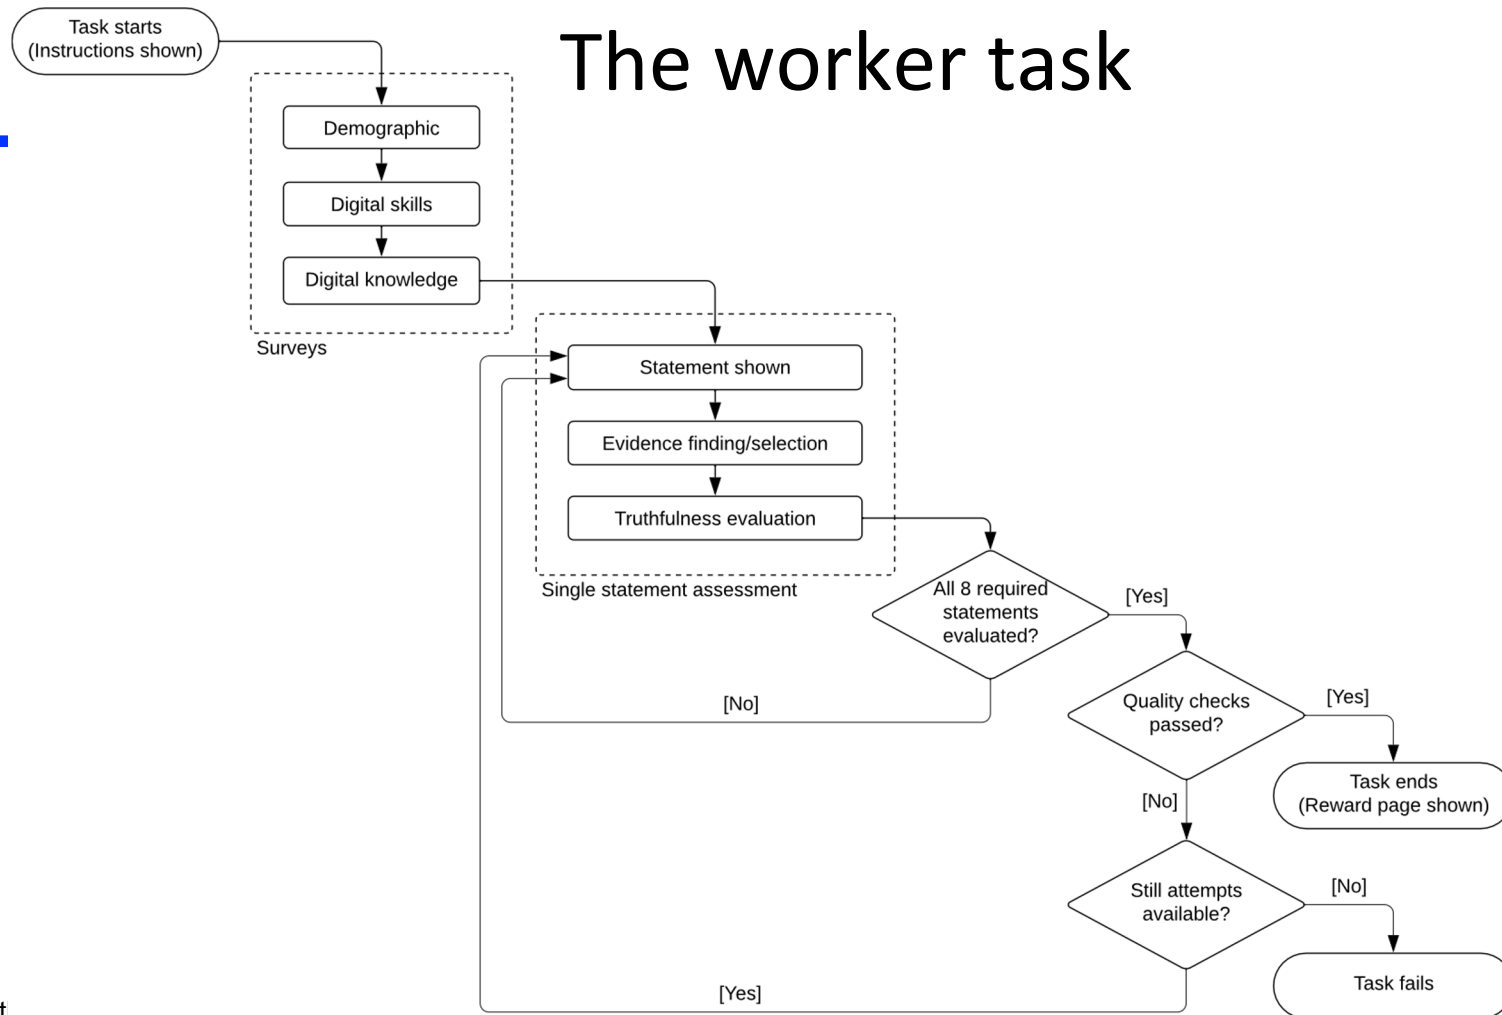 Task starts
(Instructions shown)
The worker task
Demographic
Digital skills
Digital knowledge
Surveys
Statement shown
Evidence finding/selection
Truthfulness evaluation
Single statement assessment
All 8 required
statements
evaluated?
[Yes]
[No]
Quality checks
passed?
[Yes]
Task ends
(Reward page shown)
[No]
Still attempts
available?
[No]
Task fails
[Yes]
t